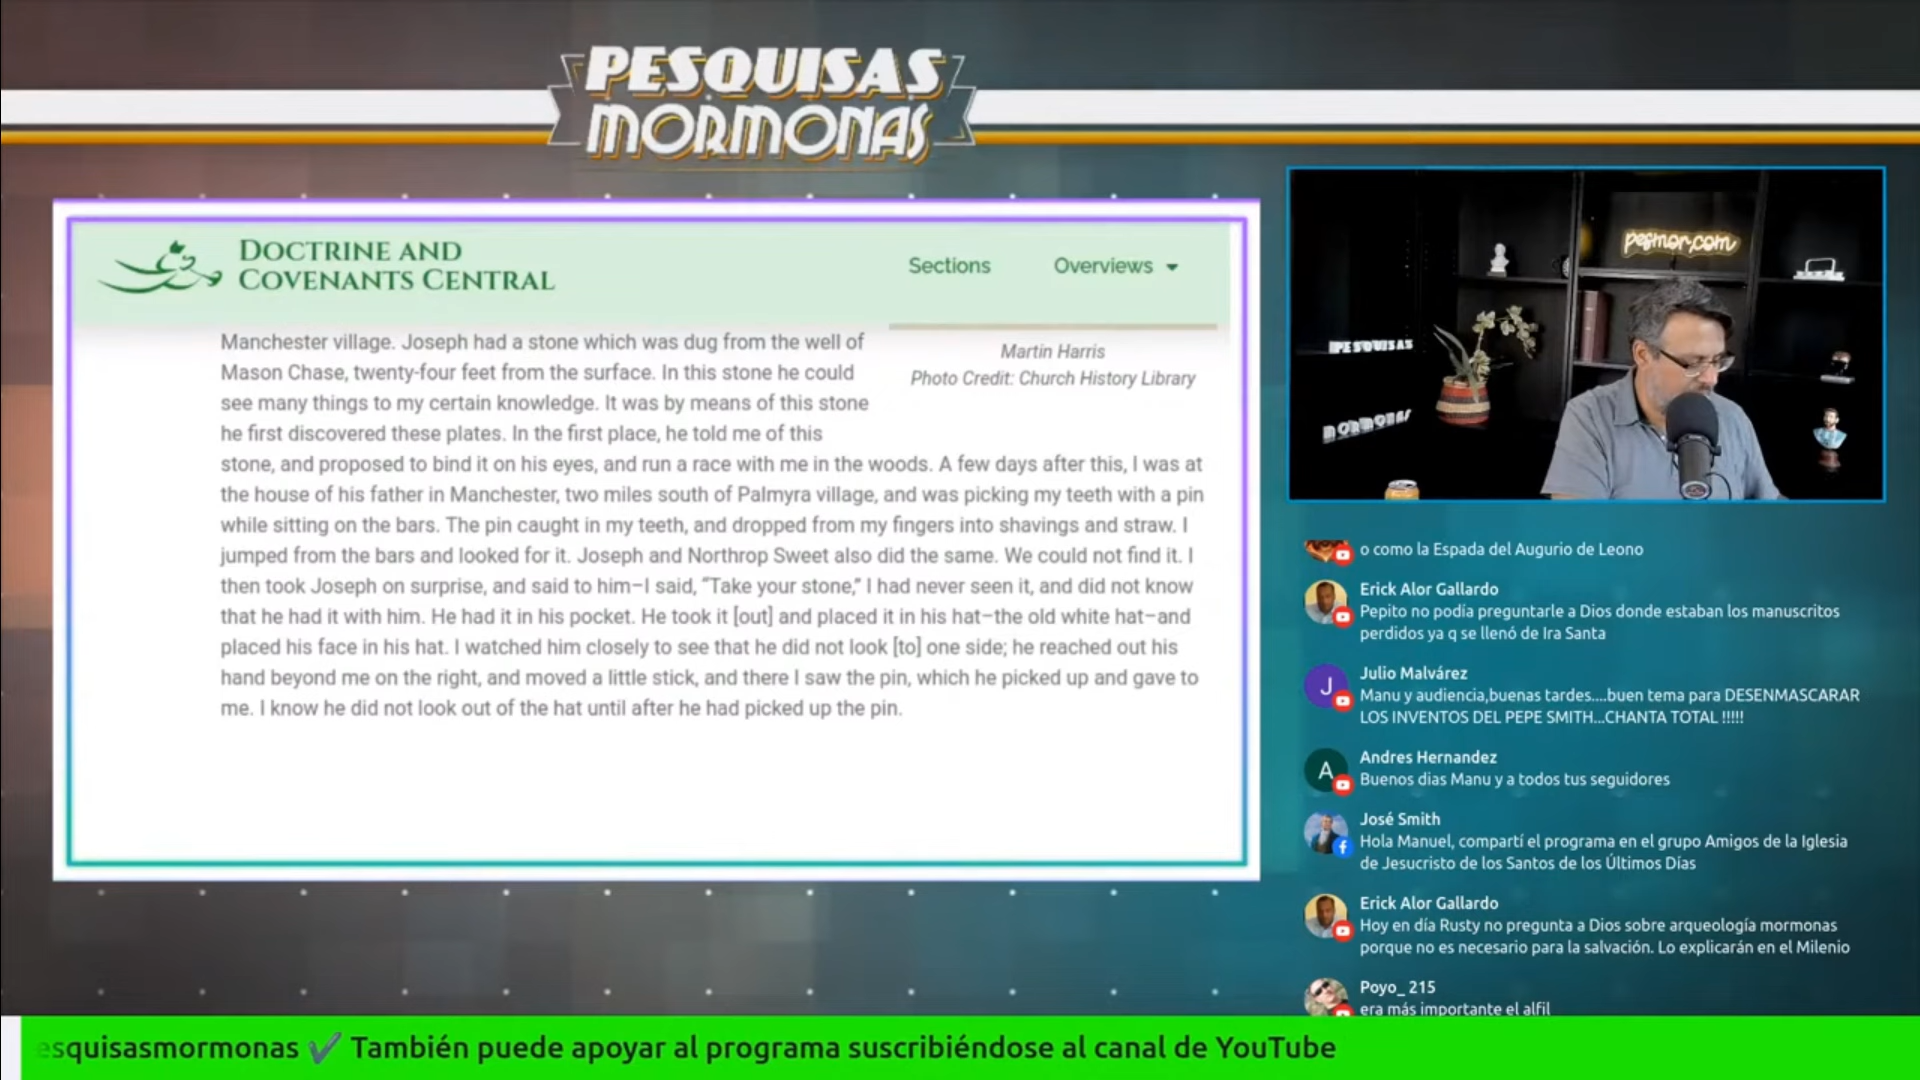 PESQUISAS
MORMONAS
DOCTRINE AND
COVENANTS CENTRAL
Sections
Overviews
Manchester village. Joseph had a stone which was dug from the well of
Mason Chase, twenty-four feet from the surface. In this stone he could
see many things to my certain knowledge. It was by means of this stone
he first discovered these plates. In the first place, he told me of this
stone, and proposed to bind it on his eyes, and run a race with me in the woods. A few days after this, I was at
the house of his father in Manchester, two miles south of Palmyra village, and was picking my teeth with a pin
while sitting on the bars. The pin caught in my teeth, and dropped from my fingers into shavings and straw. I
jumped from the bars and looked for it. Joseph and Northrop Sweet also did the same. We could not find it. I
then took Joseph on surprise, and said to him–I said, “Take your stone,” I had never seen it, and did not know
that he had it with him. He had it in his pocket. He took it [out] and placed it in his hat–the old white hat–and
placed his face in his hat. I watched him closely to see that he did not look [to] one side; he reached out his
hand beyond me on the right, and moved a little stick, and there I saw the pin, which he picked up and gave to
me. I know he did not look out of the hat until after he had picked up the pin.
Martin Harris
Photo Credit: Church History Library
pesmor.com
PESQUISAS
MORMONAS
o como la Espada del Augurio de Leono
Erick Alor Gallardo
Pepito no podía preguntarle a Dios donde estaban los manuscritos
perdidos ya q se llenó de Ira Santa
J
Julio Malvárez
Manu y audiencia,buenas tardes....buen tema para DESENMASCARAR
LOS INVENTOS DEL PEPE SMITH...CHANTA TOTAL !!!!!
A
Andres Hernandez
Buenos dias Manu y a todos tus seguidores
José Smith
Hola Manuel, compartí el programa en el grupo Amigos de la Iglesia
de Jesucristo de los Santos de los Últimos Días
Erick Alor Gallardo
Hoy en día Rusty no pregunta a Dios sobre arqueología mormonas
porque no es necesario para la salvación. Lo explicarán en el Milenio
Poyo_ 215
era más importante el alfil
esquisasmormonas ✔ También puede apoyar al programa suscribiéndose al canal de YouTube